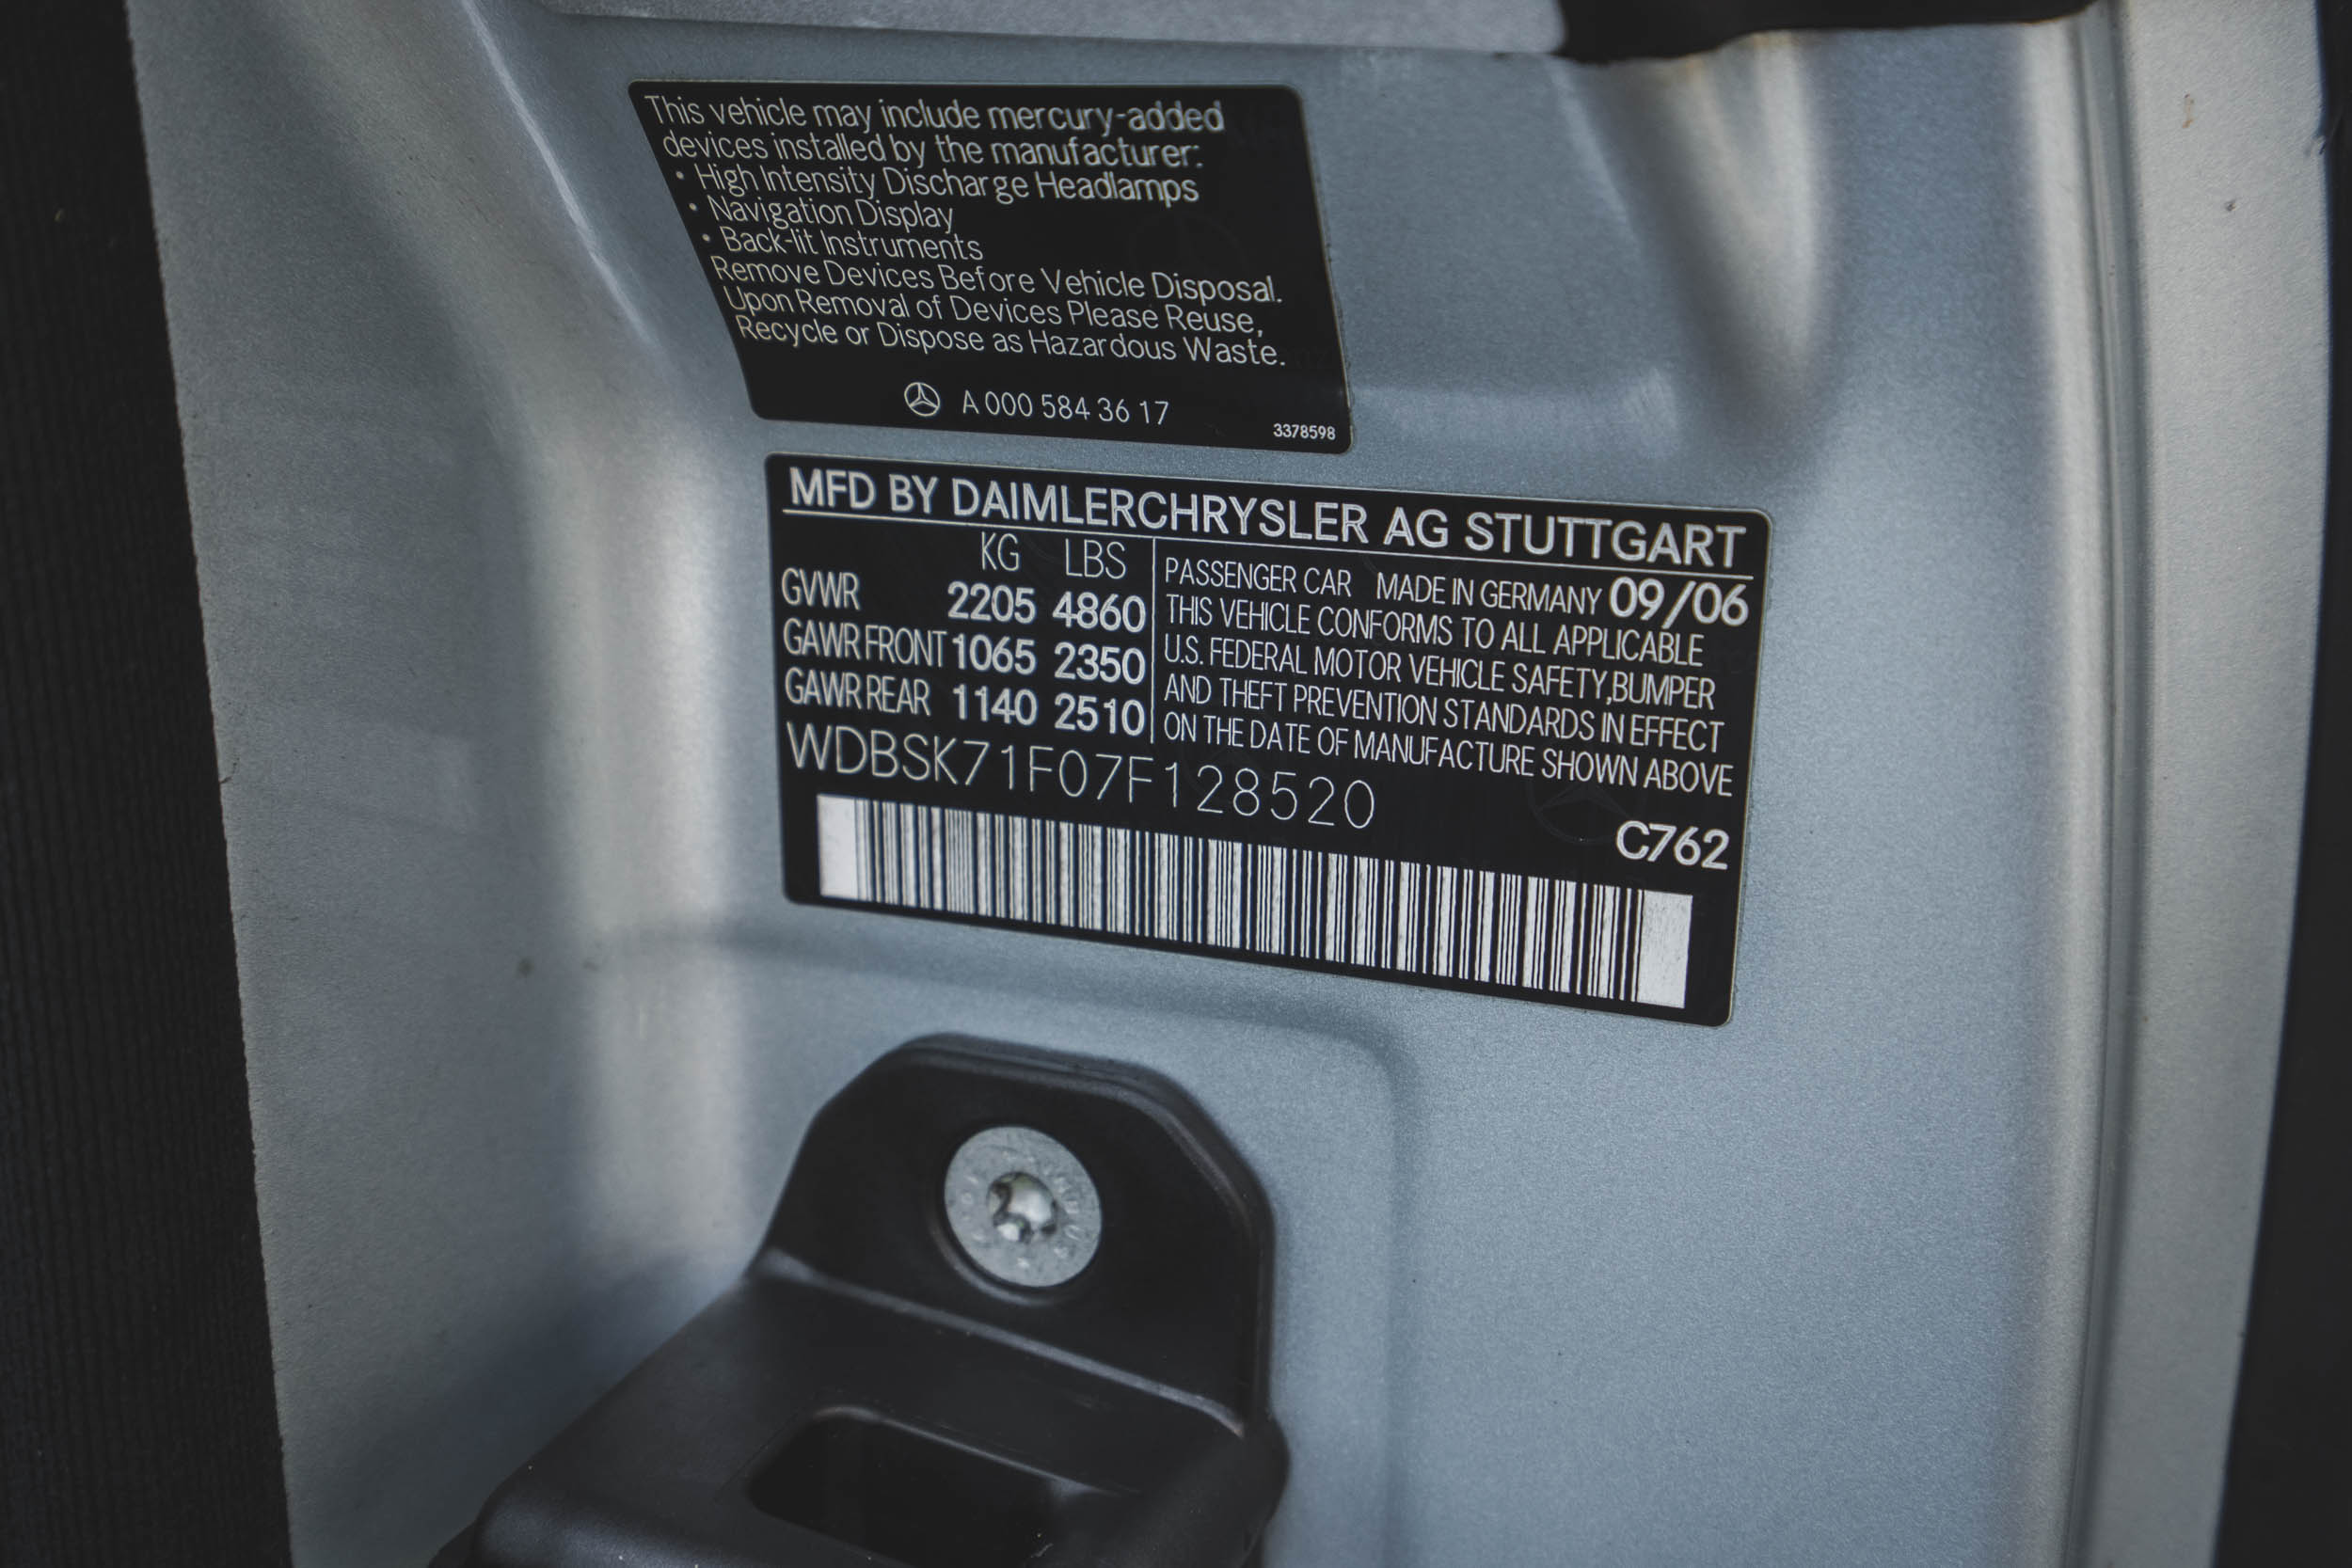 This vehicle may include mercury-added
devices installed by the manufacturer:
• High Intensity Discharge Headlamps
• Navigation Display
• Back-lit Instruments
Remove Devices Before Vehicle Disposal.
Upon Removal of Devices Please Reuse,
Recycle or Dispose as Hazardous Waste.
A 000 584 36 17
3378598
MFD BY DAIMLERCHRYSLER AG STUTTGART
KG LBS
GVWR 2205 4860
GAWR FRONT 1065 2350
GAWR REAR 1140 2510
PASSENGER CAR MADE IN GERMANY 09/06
THIS VEHICLE CONFORMS TO ALL APPLICABLE
U.S. FEDERAL MOTOR VEHICLE SAFETY,BUMPER
AND THEFT PREVENTION STANDARDS IN EFFECT
ON THE DATE OF MANUFACTURE SHOWN ABOVE
WDBSK71F07F128520
C762